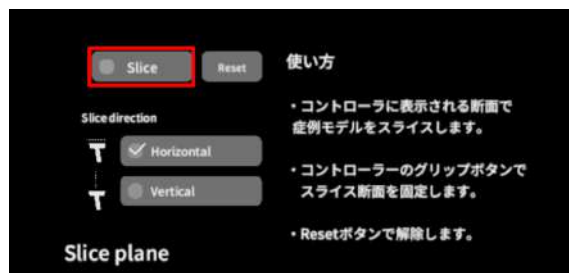 Slice
Reset
Slice direction
Horizontal
Vertical
Slice plane
使い方
・コントローラに表示される断面で
症例モデルをスライスします。
・コントローラーのグリップボタンで
スライス断面を固定します。
・Resetボタンで解除します。